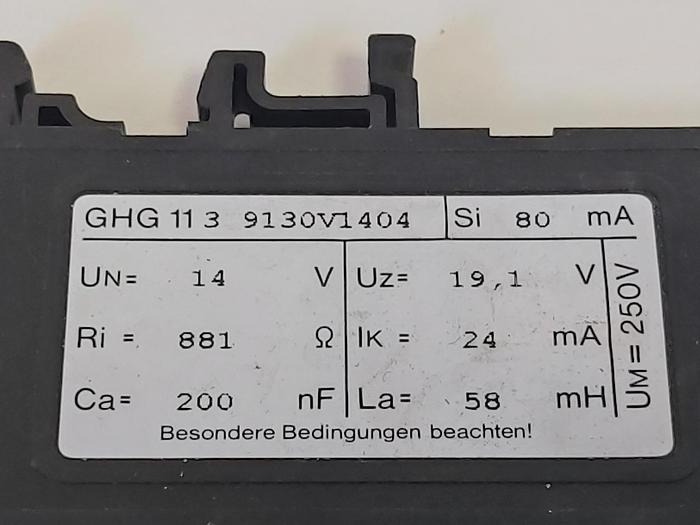 GHG 11 3 9130V1404 Si 80 mA
UN= 14 V Uz= 19,1 V
Ri = 881 Ω IK = 24 mA
Ca= 200 nF La= 58 mH
UM= 250V
Besondere Bedingungen beachten!